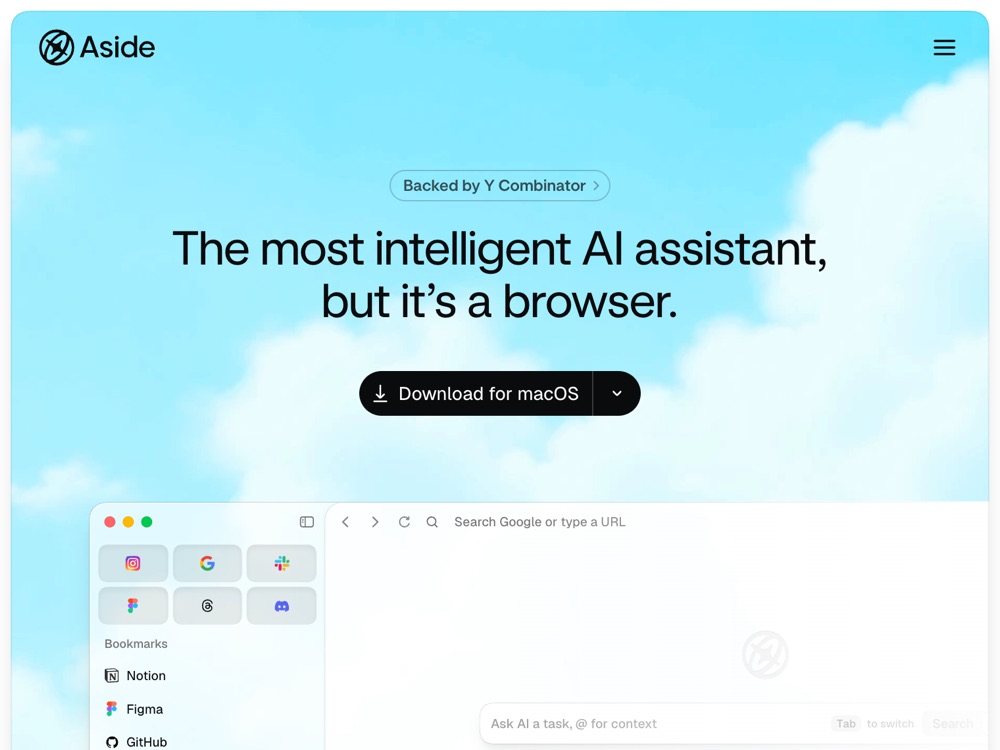 Aside
Backed by Y Combinator
The most intelligent AI assistant,
but it’s a browser.
Download for macOS
Search Google or type a URL
Bookmarks
Notion
Figma
GitHub
Ask AI a task, @ for context
Tab to switch
Search